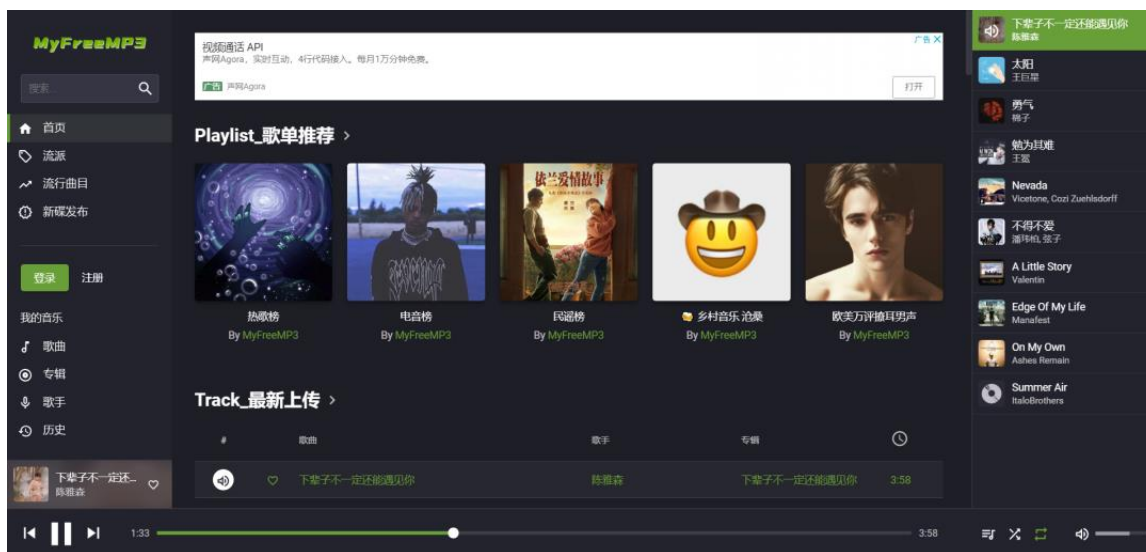 MyFreeMP3
搜索
首页
流派
流行曲目
新碟发布
登录 注册
我的音乐
歌曲
专辑
歌手
历史
下辈子不一定还...
陈雅森
视频通话 API
声网Agora，实时互动，4行代码接入。每月1万分钟免费。
广告 声网Agora
广告
打开
Playlist_歌单推荐
依兰爱情故事
热歌榜
By MyFreeMP3
电音榜
By MyFreeMP3
民谣榜
By MyFreeMP3
乡村音乐 沧桑
By MyFreeMP3
欧美万评撩耳男声
By MyFreeMP3
Track_最新上传
# 歌曲 歌手 专辑
下辈子不一定还能遇见你 陈雅森 下辈子不一定还能遇见你 3:58
下辈子不一定还能遇见你
陈雅森
太阳
王巨星
勇气
棉子
勉为其难
王冕
Nevada
Vicetone, Cozi Zuehlsdorff
不得不爱
潘玮柏, 弦子
A Little Story
Valentin
Edge Of My Life
Manafest
On My Own
Ashes Remain
Summer Air
ItaloBrothers
1:33 3:58